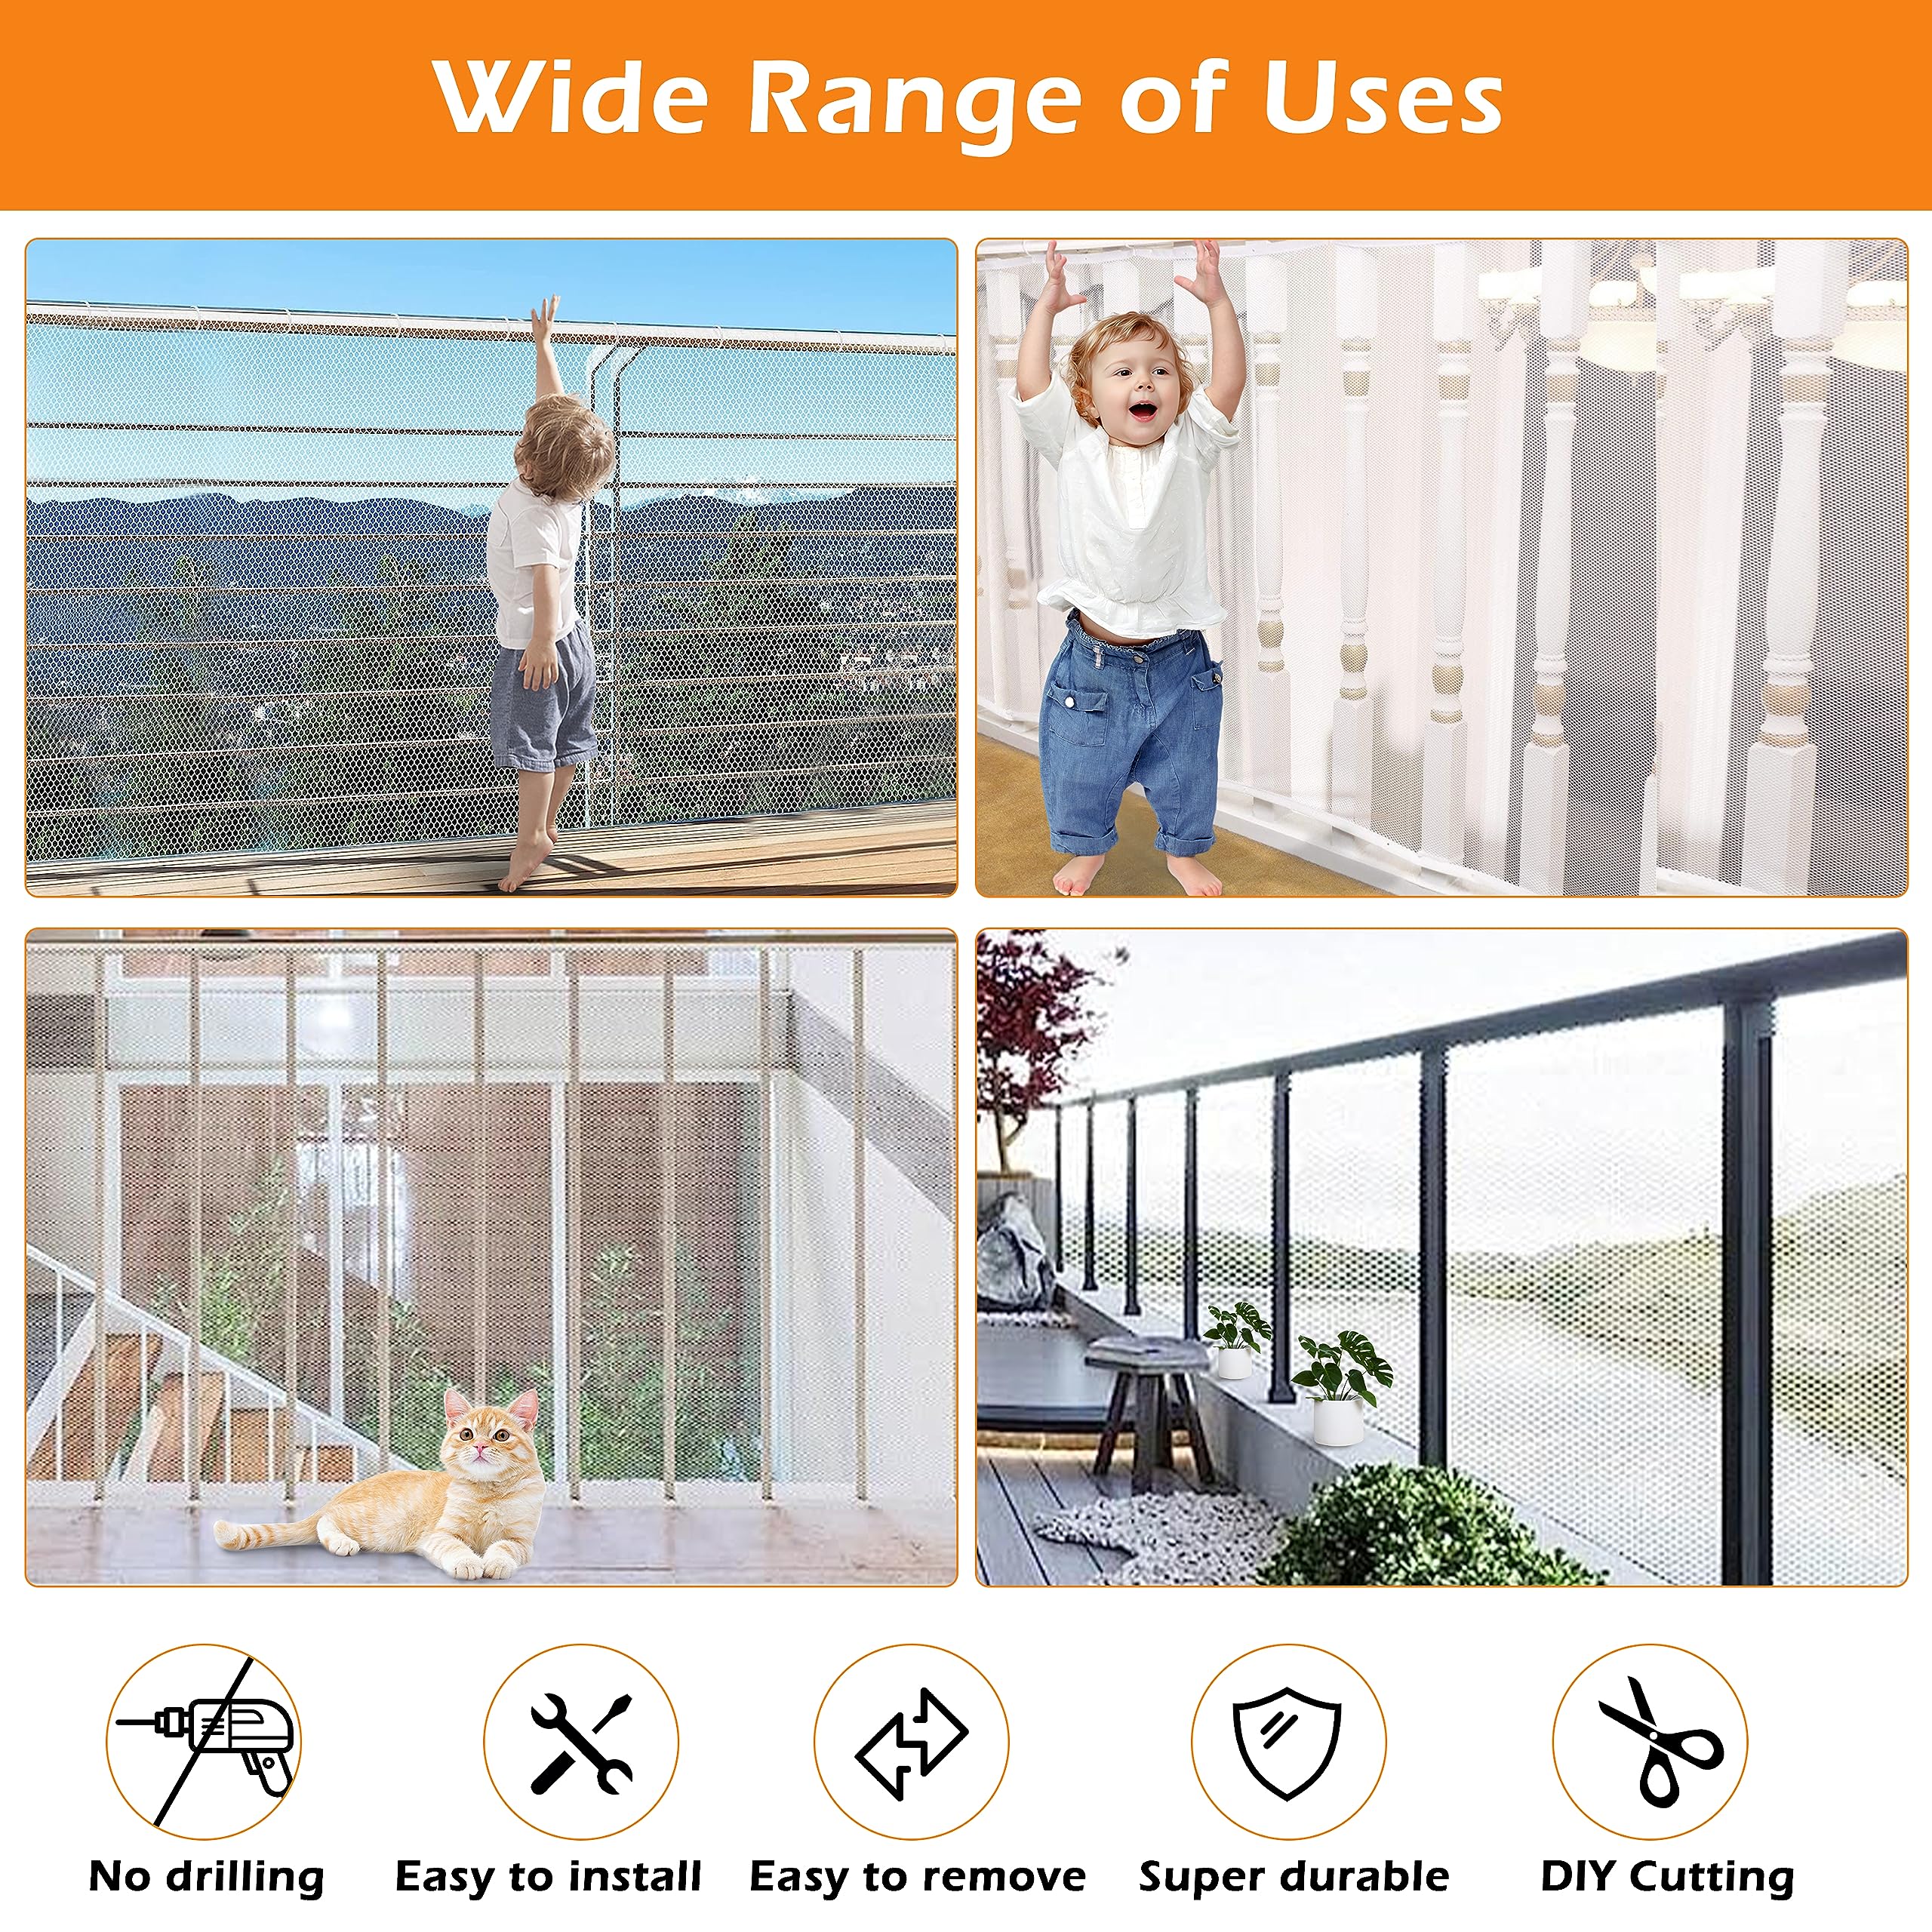 Wide Range of Uses
No drilling
Easy to install
Easy to remove
Super durable
DIY Cutting